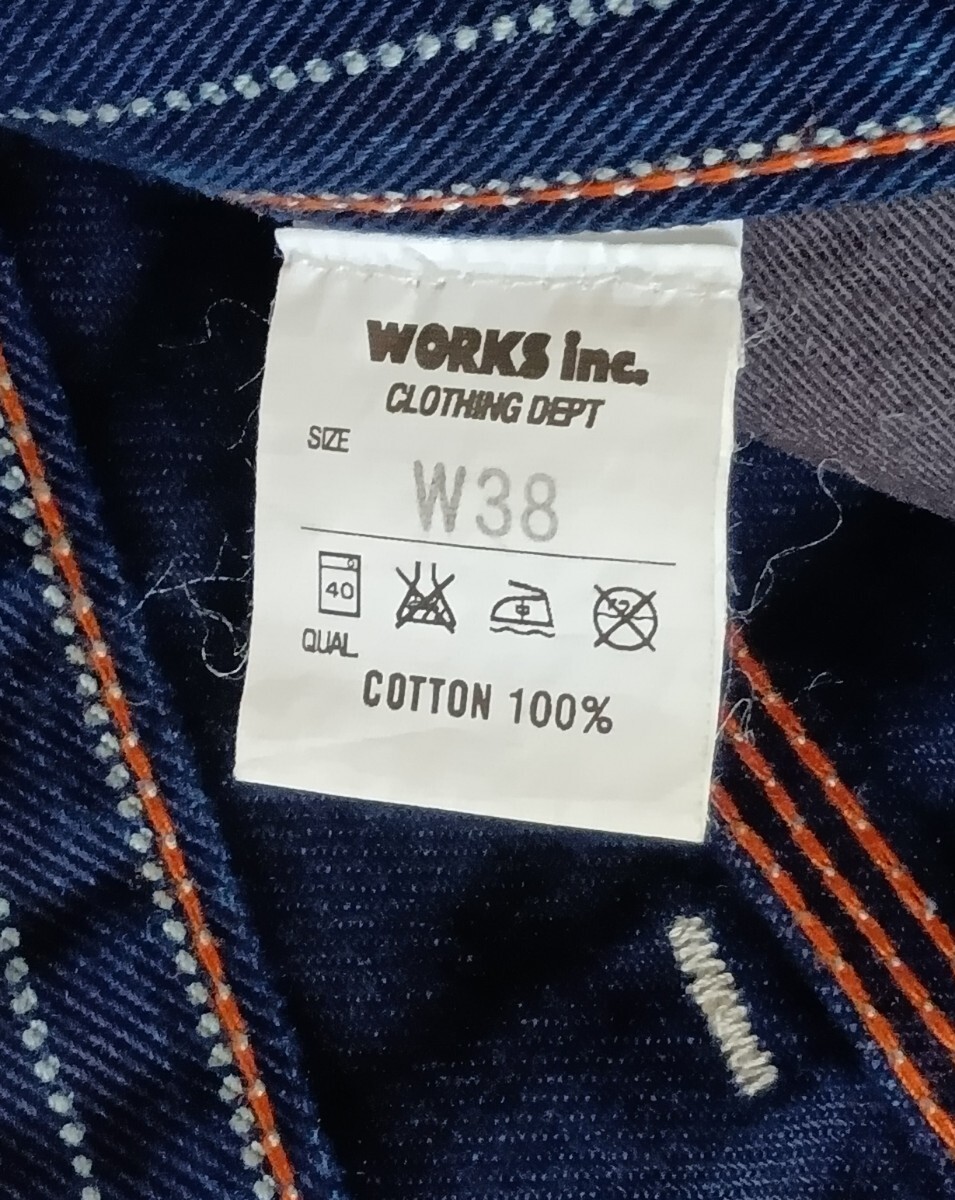 WORKS inc.
CLOTHING DEPT
SIZE
W38
40
QUAL
COTTON 100%